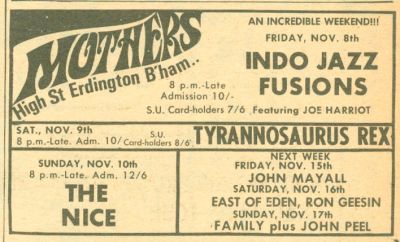 MOTHERS
High St Erdington B'ham..
8 p.m.-Late
Admission 10/-
S.U. Card-holders 7/6
AN INCREDIBLE WEEKEND!!!
FRIDAY, NOV. 8th
INDO JAZZ
FUSIONS
Featuring JOE HARRIOT
SAT., NOV. 9th
8 p.m.-Late. Adm. 10/ S.U. Card-holders 8/6
TYRANNOSAURUS REX
SUNDAY, NOV. 10th
8 p.m.-Late, Adm. 12/6
THE
NICE
NEXT WEEK
FRIDAY, NOV. 15th
JOHN MAYALL
SATURDAY, NOV. 16th
EAST OF EDEN, RON GEESIN
SUNDAY, NOV. 17th
FAMILY plus JOHN PEEL